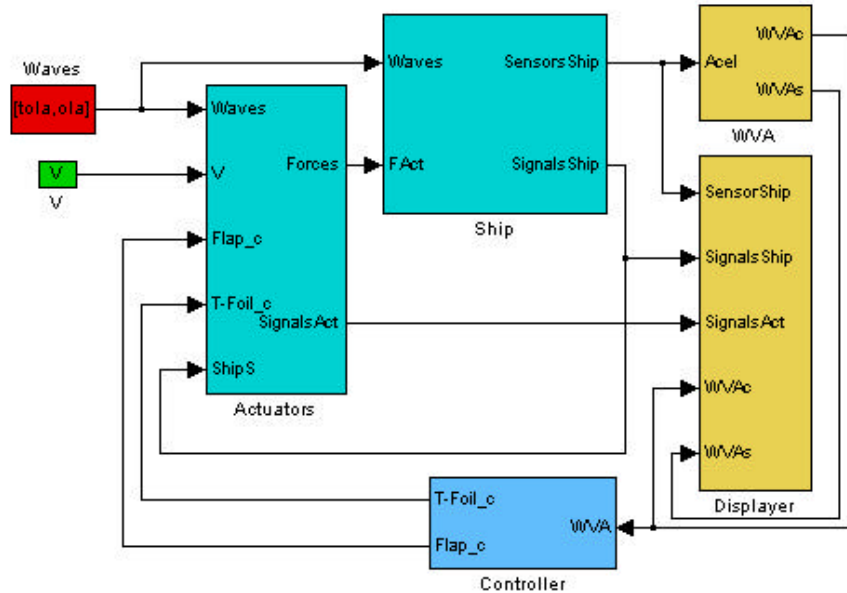 Waves
[tola,ola]
V
V
Waves
V
Flap_c
T-Foil_c
ShipS
Forces
SignalsAct
Actuators
Waves
F Act
SensorsShip
SignalsShip
Ship
Acel
WVAc
WVAs
WVA
SensorShip
SignalsShip
SignalsAct
WVAc
WVAs
Displayer
T-Foil_c
Flap_c
WVA
Controller